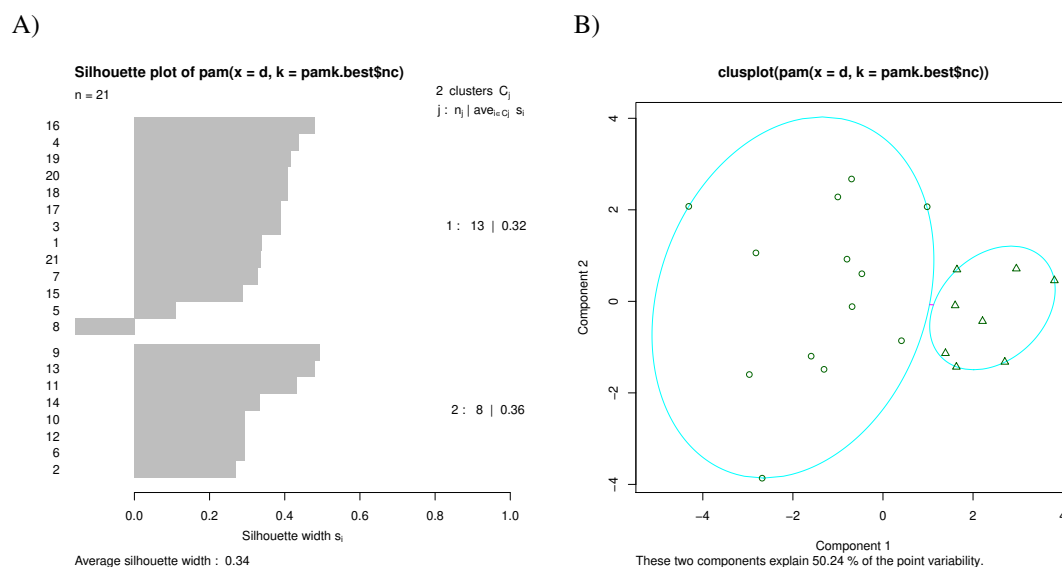 A)
Silhouette plot of pam(x = d, k = pamk.best$nc)
n = 21
2 clusters Cj
j : nj | avei∈Cj si
16
4
19
20
18
17
3
1
21
7
15
5
8
1 : 13 | 0.32
9
13
11
14
10
12
6
2
2 : 8 | 0.36
0.0 0.2 0.4 0.6 0.8 1.0
Silhouette width si
Average silhouette width : 0.34
B)
clusplot(pam(x = d, k = pamk.best$nc))
4
2
0
−2
−4
Component 2
−4 −2 0 2 4
Component 1
These two components explain 50.24 % of the point variability.